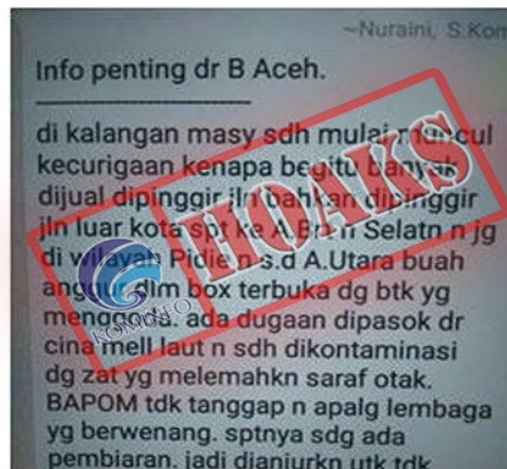 ~Nuraini, S.Kom
Info penting dr B Aceh.
di kalangan masy sdh mulai muncul
kecurigaan kenapa begitu banyak
dijual dipinggir jln bahkan dipinggir
jln luar kota spt ke A.Brt n Selatn n jg
di wilayah Pidie n s.d A.Utara buah
anggur dlm box terbuka dg btk yg
menggoda. ada dugaan dipasok dr
cina mell laut n sdh dikontaminasi
dg zat yg melemahkn saraf otak.
BAPOM tdk tanggap n apalg lembaga
yg berwenang. sptnya sdg ada
pembiaran. jadi dianjurkn utk tdk
HOAKS
KOMINFO